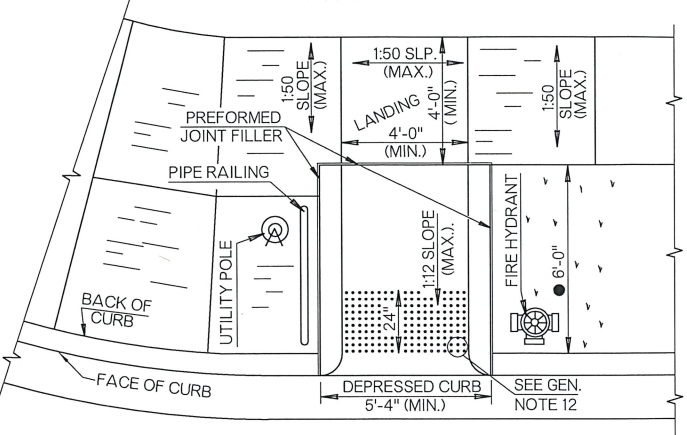 1:50 SLP.
(MAX.)
1:50
SLOPE
(MAX.)
LANDING
4'-0"
(MIN.)
4'-0"
(MIN.)
1:50
SLOPE
(MAX.)
PREFORMED
JOINT FILLER
PIPE RAILING
UTILITY POLE
1:12 SLOPE
(MAX.).
FIRE HYDRANT
6'-0"
24"
BACK OF
CURB
FACE OF CURB
DEPRESSED CURB
5'-4" (MIN.)
SEE GEN.
NOTE 12